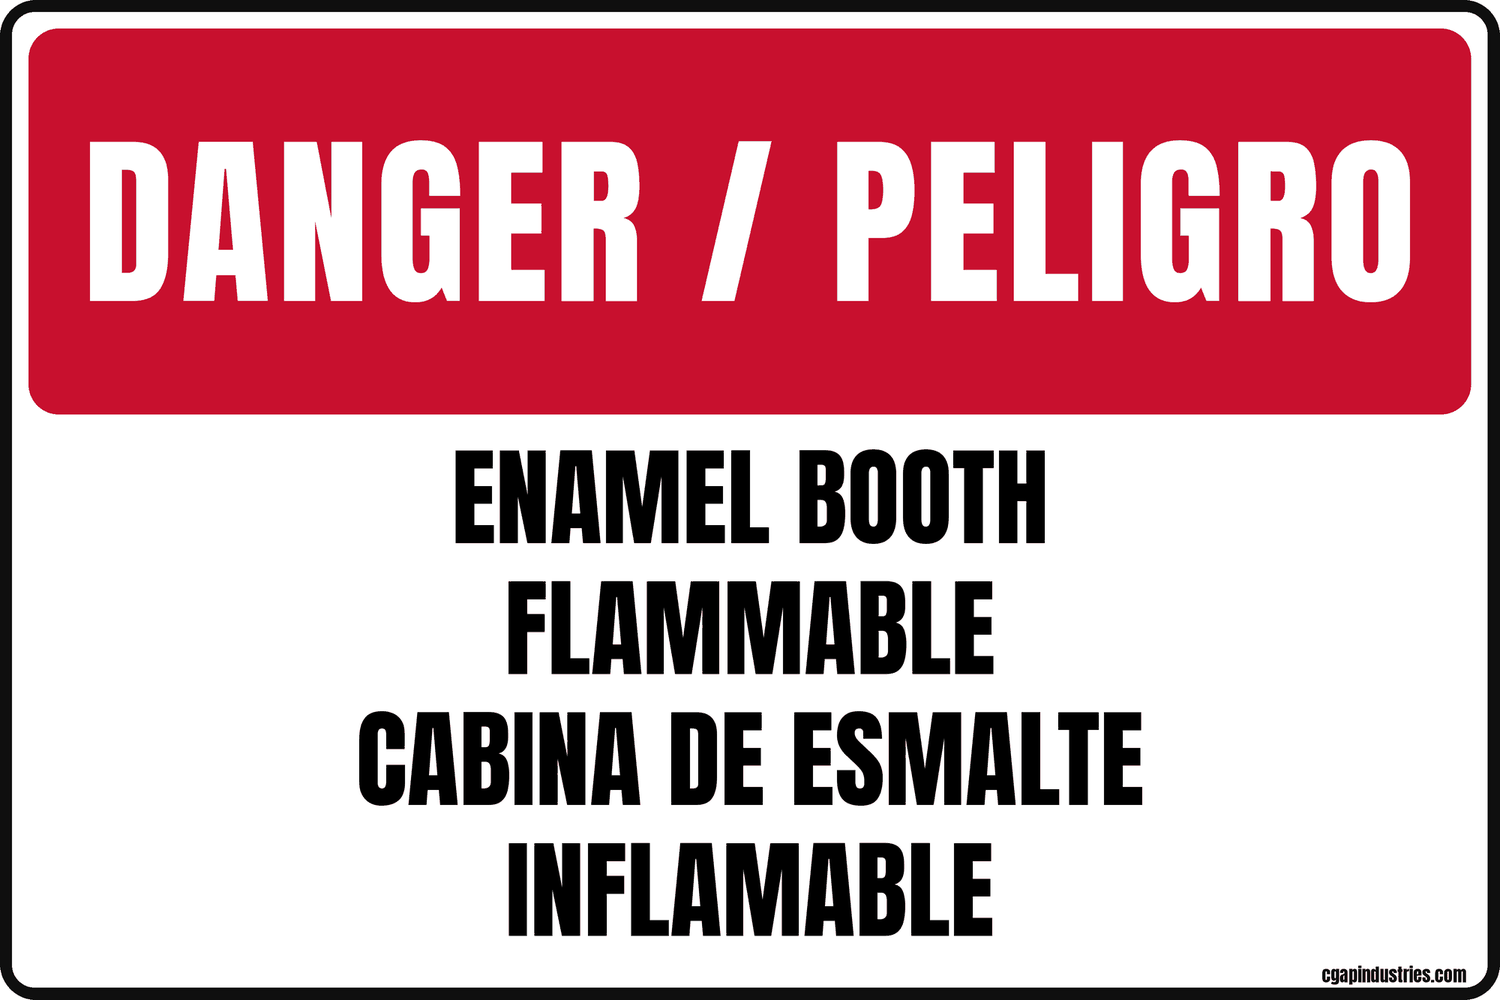 DANGER / PELIGRO
ENAMEL BOOTH
FLAMMABLE
CABINA DE ESMALTE
INFLAMABLE
cgapindustries.com